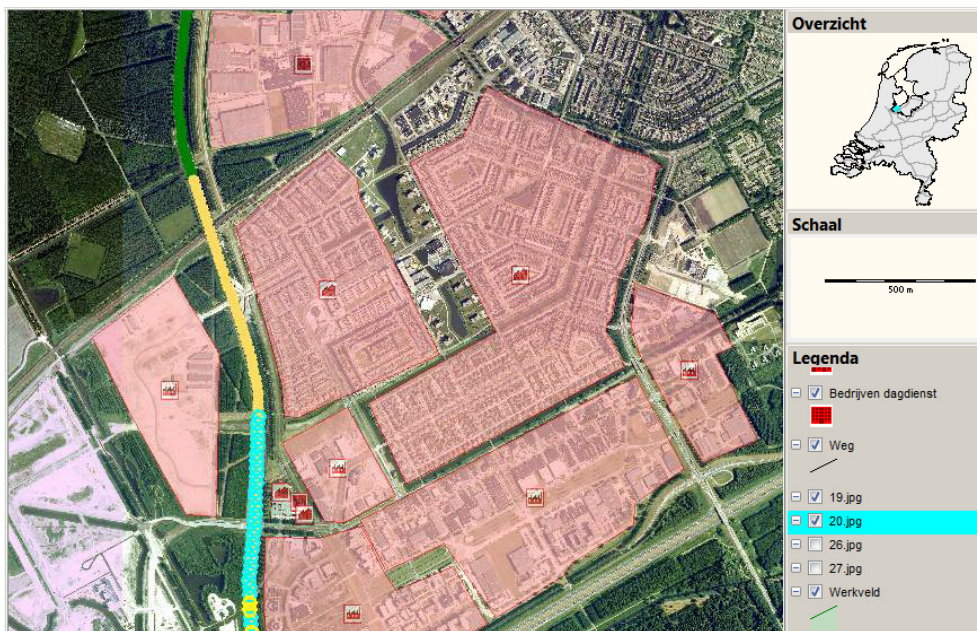 Overzicht
Schaal
500 m
Legenda
Bedrijven dagdienst
Weg
19.jpg
20.jpg
26.jpg
27.jpg
Werkveld